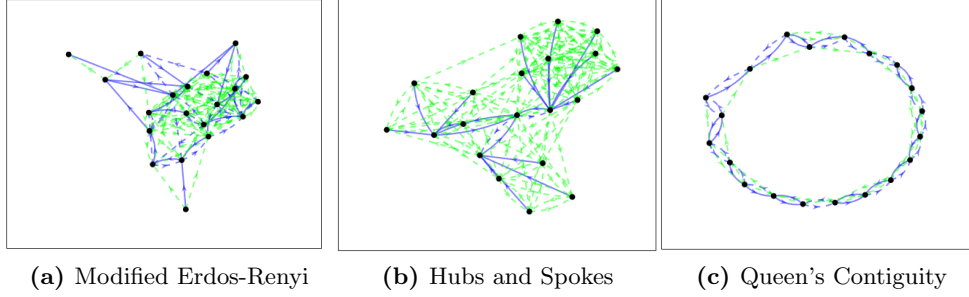 (a) Modified Erdos-Renyi
(b) Hubs and Spokes
(c) Queen's Contiguity